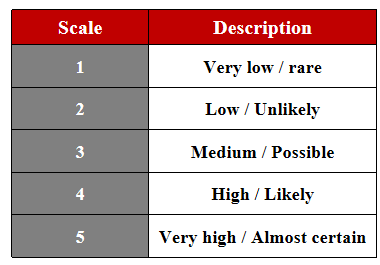 Scale Description
1 Very low / rare
2 Low / Unlikely
3 Medium / Possible
4 High / Likely
5 Very high / Almost certain